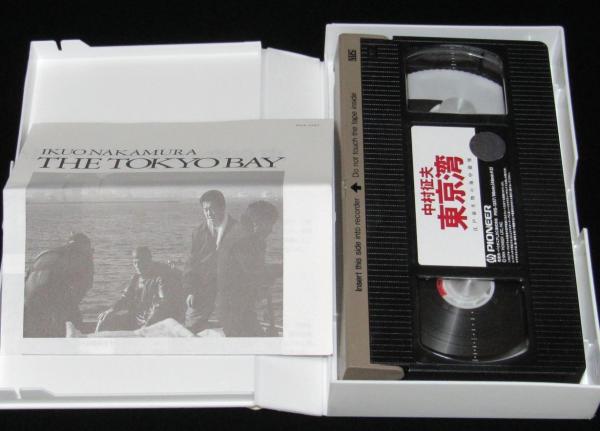 IKUO NAKAMURA
THE TOKYO BAY
VHS
Insert this side into recorder
Do not touch the tape inside
中村征夫
東京湾
PIONEER